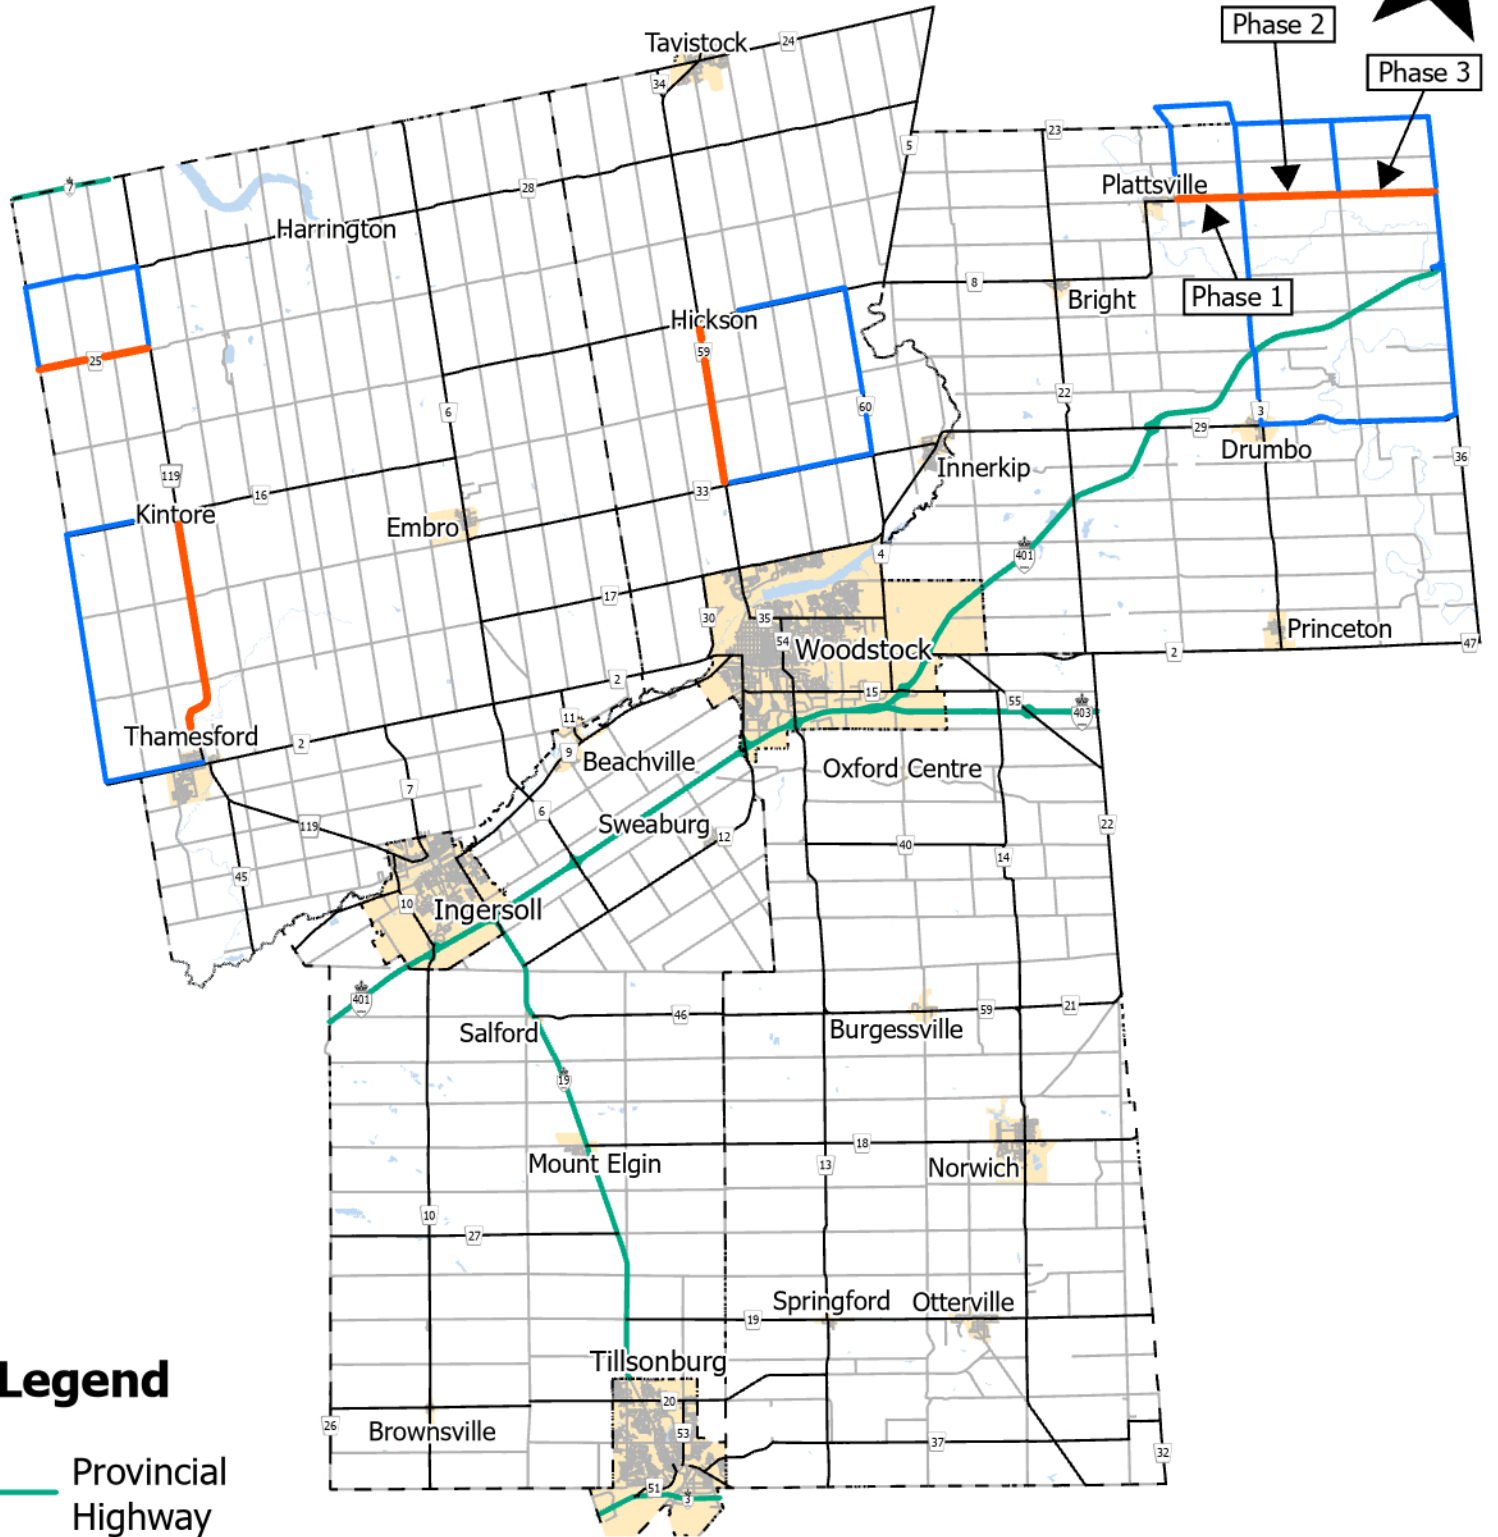 Phase 2
Tavistock
24
Phase 3
34
23
5
7
28
Plattsville
Harrington
8
Bright
Phase 1
Hickson
59
25
22
60
6
3
29
Drumbo
36
119
16
Kintore
33
Innerkip
Embro
4
401
17
30
35
54
Woodstock
Princeton
47
2
2
15
55
403
11
Thamesford
2
9
Beachville
Oxford Centre
7
6
Sweaburg
12
22
119
40
14
45
10
Ingersoll
401
46
59
21
Salford
Burgessville
19
18
Mount Elgin
13
Norwich
10
27
Springford
Otterville
19
Tillsonburg
Legend
20
26
Brownsville
53
37
32
Provincial
Highway
51
3